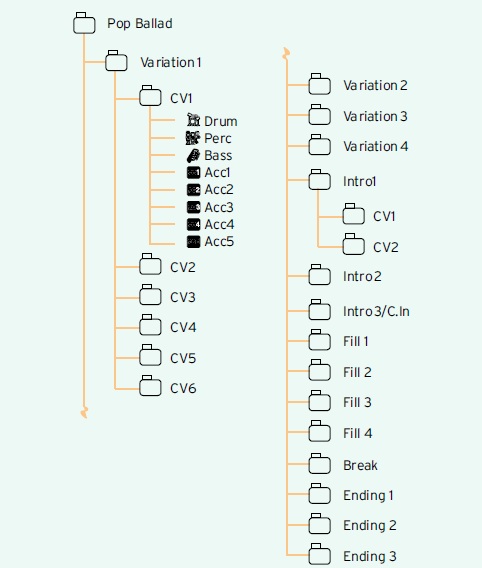 Pop Ballad
Variation 1
CV1
Drum
Perc
Bass
Acc1
Acc2
Acc3
Acc4
Acc5
CV2
CV3
CV4
CV5
CV6
Variation 2
Variation 3
Variation 4
Intro1
CV1
CV2
Intro 2
Intro 3/C.In
Fill 1
Fill 2
Fill 3
Fill 4
Break
Ending 1
Ending 2
Ending 3